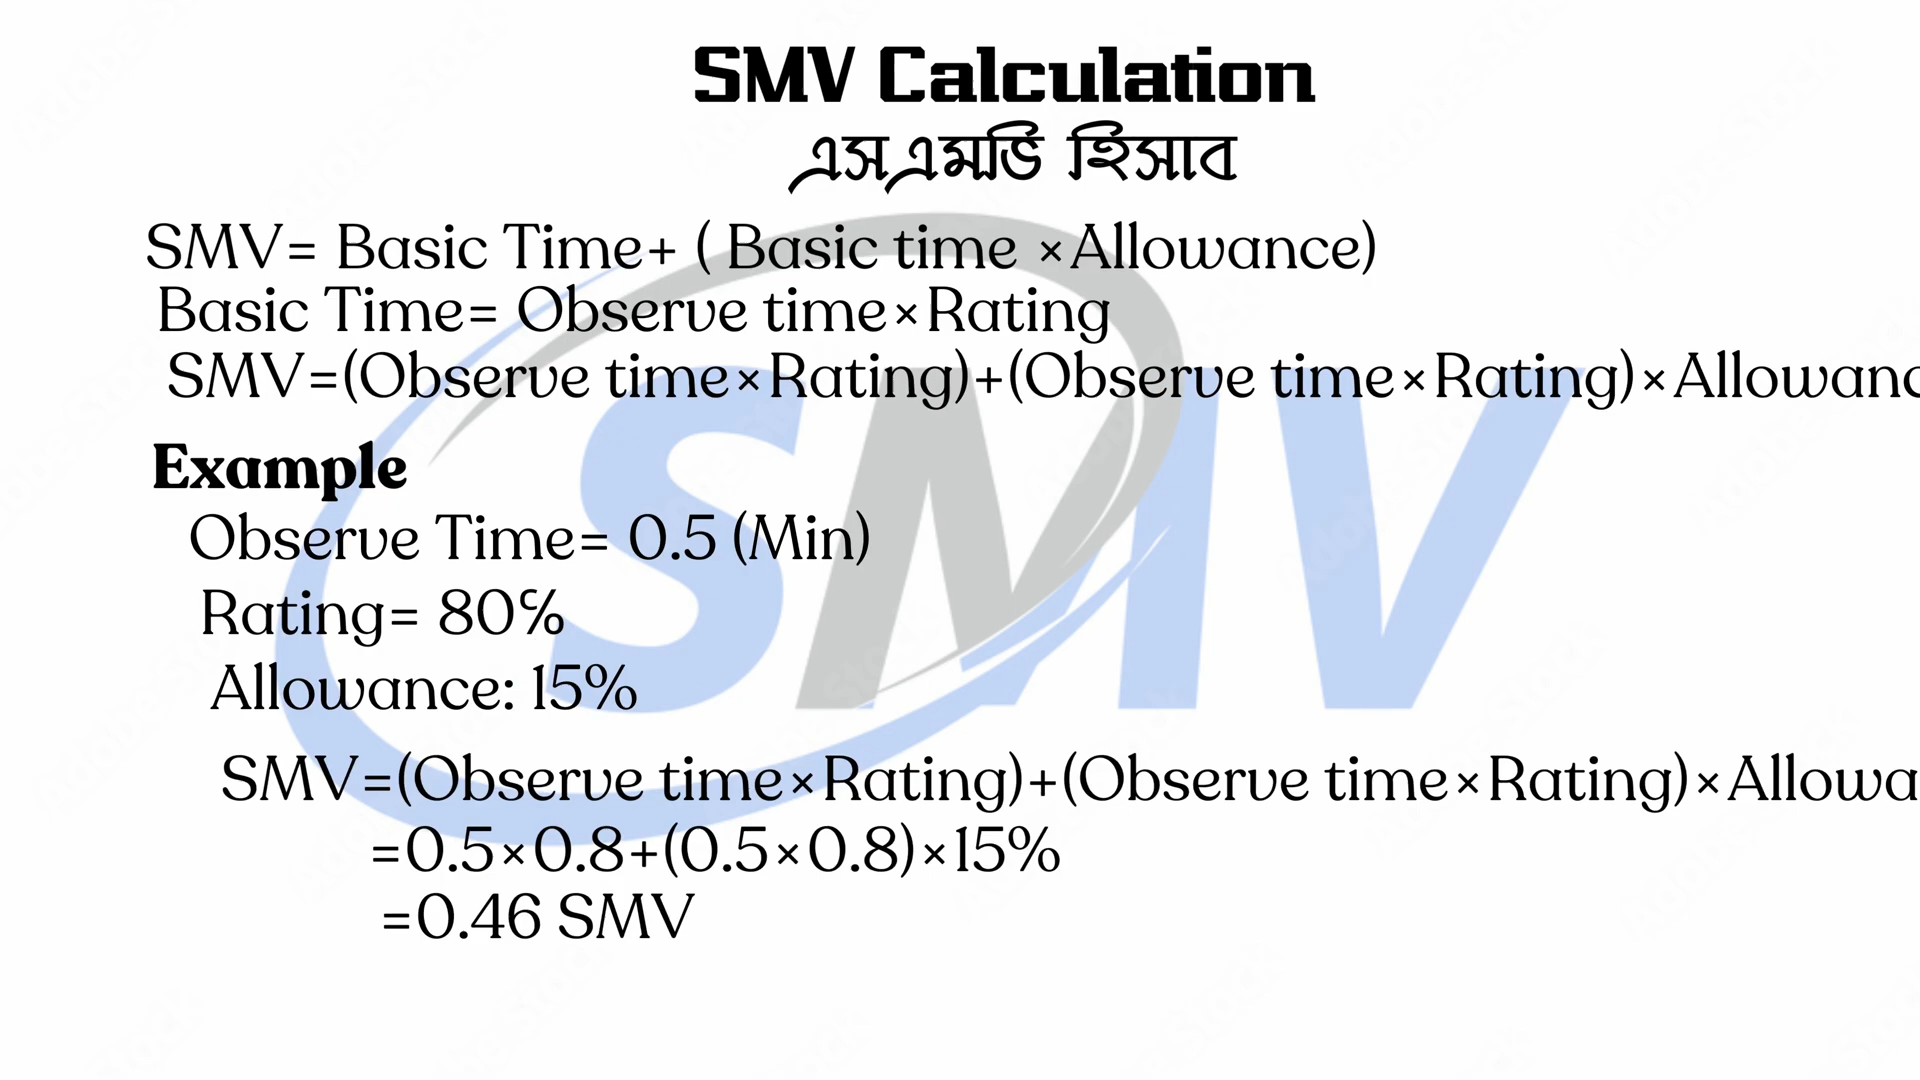 SMV Calculation
এসএমভি হিসাব
SMV= Basic Time+ ( Basic time ×Allowance)
Basic Time= Observe time×Rating
SMV=(Observe time×Rating)+(Observe time×Rating)×Allowanc
Example
Observe Time= 0.5 (Min)
Rating= 80℅
Allowance: 15%
SMV=(Observe time×Rating)+(Observe time×Rating)×Allowa
=0.5×0.8+(0.5×0.8)×15%
=0.46 SMV
SMV